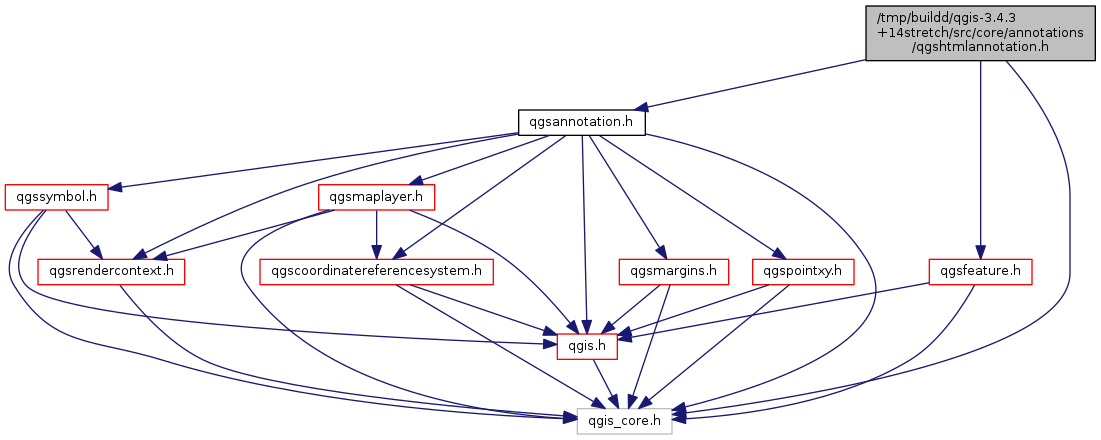 /tmp/buildd/qgis-3.4.3
+14stretch/src/core/annotations
/qgshtmlannotation.h
qgsannotation.h
qgssymbol.h
qgsmaplayer.h
qgsrendercontext.h
qgscoordinatereferencesystem.h
qgsmargins.h
qgspointxy.h
qgsfeature.h
qgis.h
qgis_core.h